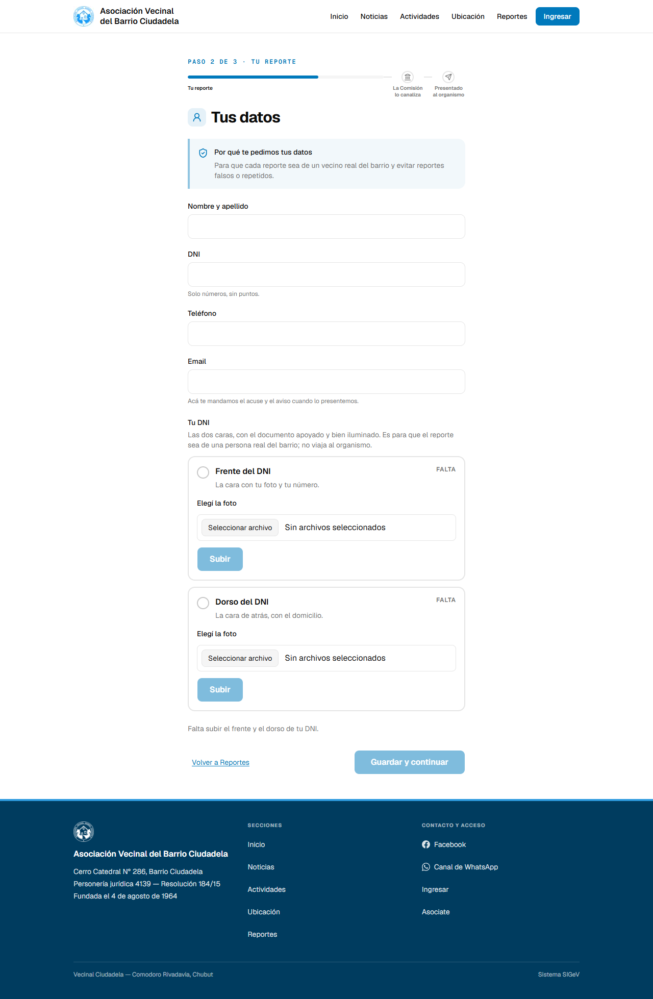 Asociación Vecinal
del Barrio Ciudadela
Inicio
Noticias
Actividades
Ubicación
Reportes
Ingresar
PASO 2 DE 3 · TU REPORTE
Tu reporte
La Comisión
lo canaliza
Presentado
al organismo
Tus datos
Por qué te pedimos tus datos
Para que cada reporte sea de un vecino real del barrio y evitar reportes
falsos o repetidos.
Nombre y apellido
DNI
Solo números, sin puntos.
Teléfono
Email
Acá te mandamos el acuse y el aviso cuando lo presentemos.
Tu DNI
Las dos caras, con el documento apoyado y bien iluminado. Es para que el reporte
sea de una persona real del barrio; no viaja al organismo.
Frente del DNI
FALTA
La cara con tu foto y tu número.
Elegí la foto
Seleccionar archivo
Sin archivos seleccionados
Subir
Dorso del DNI
FALTA
La cara de atrás, con el domicilio.
Elegí la foto
Seleccionar archivo
Sin archivos seleccionados
Subir
Falta subir el frente y el dorso de tu DNI.
Volver a Reportes
Guardar y continuar
Asociación Vecinal del Barrio Ciudadela
Cerro Catedral N° 286, Barrio Ciudadela
Personería jurídica 4139 — Resolución 184/15
Fundada el 4 de agosto de 1964
SECCIONES
Inicio
Noticias
Actividades
Ubicación
Reportes
CONTACTO Y ACCESO
Facebook
Canal de WhatsApp
Ingresar
Asociate
Vecinal Ciudadela — Comodoro Rivadavia, Chubut
Sistema SIGeV